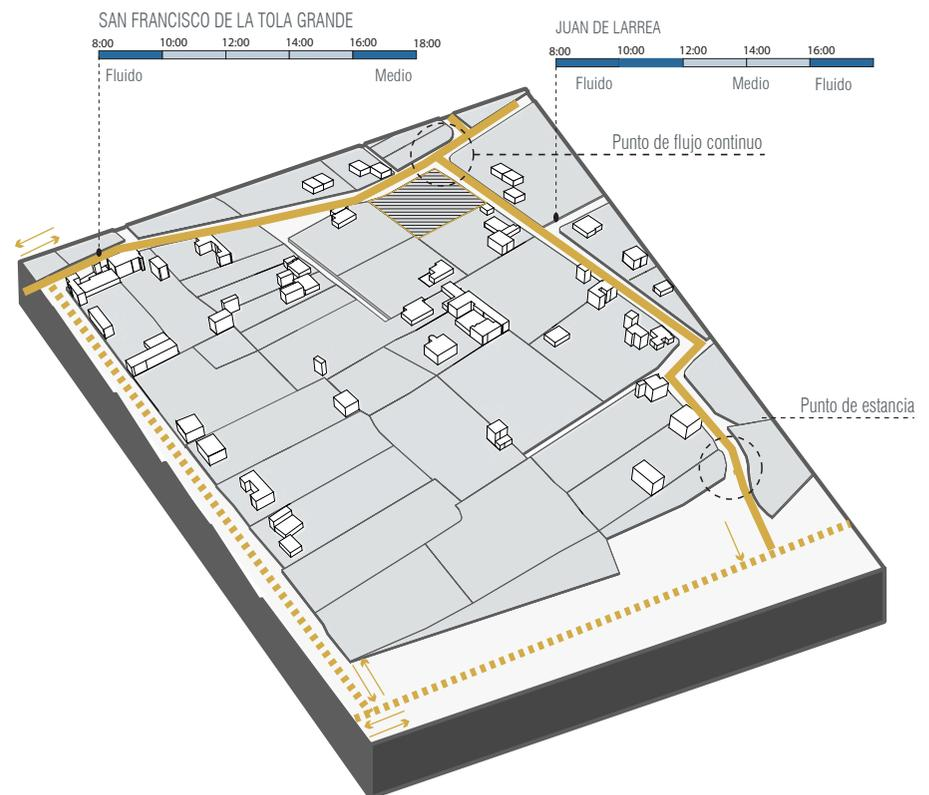 SAN FRANCISCO DE LA TOLA GRANDE
8:00 10:00 12:00 14:00 16:00 18:00
Fluido Medio
JUAN DE LARREA
8:00 10:00 12:00 14:00 16:00
Fluido Medio Fluido
Punto de flujo continuo
Punto de estancia